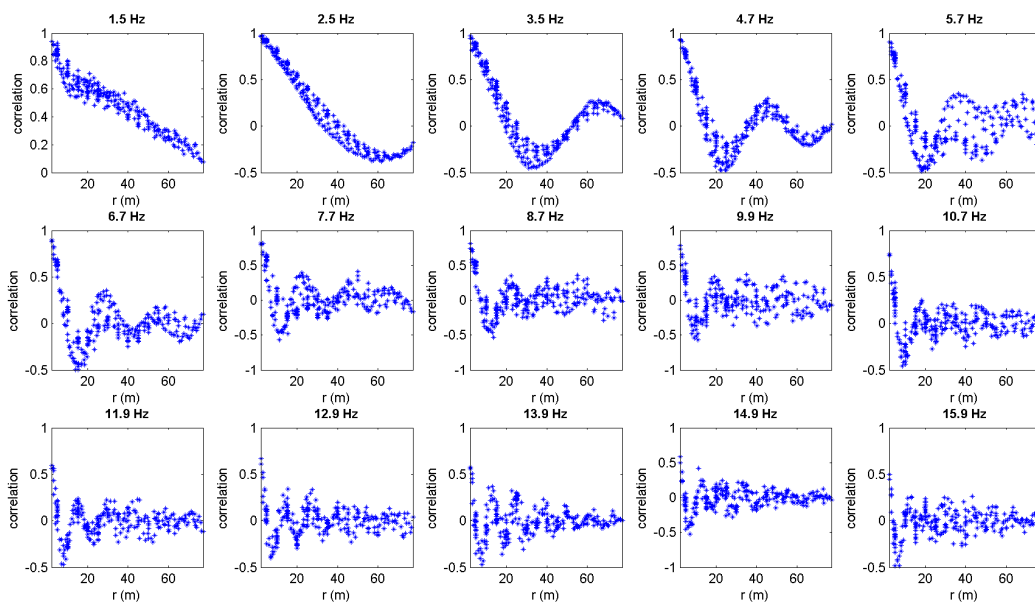 1.5 Hz 2.5 Hz 3.5 Hz 4.7 Hz 5.7 Hz
correlation correlation correlation correlation correlation
1 1 1 1 1
0.8 0.5 0.5 0.5 0.5
0.6
0.4 0 0 0 0
0.2
0 -0.5 -0.5 -0.5 -0.5
20 40 60 20 40 60 20 40 60 20 40 60 20 40 60
r (m) r (m) r (m) r (m) r (m)
6.7 Hz 7.7 Hz 8.7 Hz 9.9 Hz 10.7 Hz
correlation correlation correlation correlation correlation
1 1 1 1 1
0.5 0.5 0.5 0.5 0.5
0 0 0 0 0
-0.5 -0.5 -0.5
-0.5 -1 -1 -1 -0.5
20 40 60 20 40 60 20 40 60 20 40 60 20 40 60
r (m) r (m) r (m) r (m) r (m)
11.9 Hz 12.9 Hz 13.9 Hz 14.9 Hz 15.9 Hz
correlation correlation correlation correlation correlation
1 1 1 1 1
0.5 0.5 0.5 0.5 0.5
0 0 0 0 0
-0.5
-0.5 -0.5 -0.5 -1 -0.5
20 40 60 20 40 60 20 40 60 20 40 60 20 40 60
r (m) r (m) r (m) r (m) r (m)